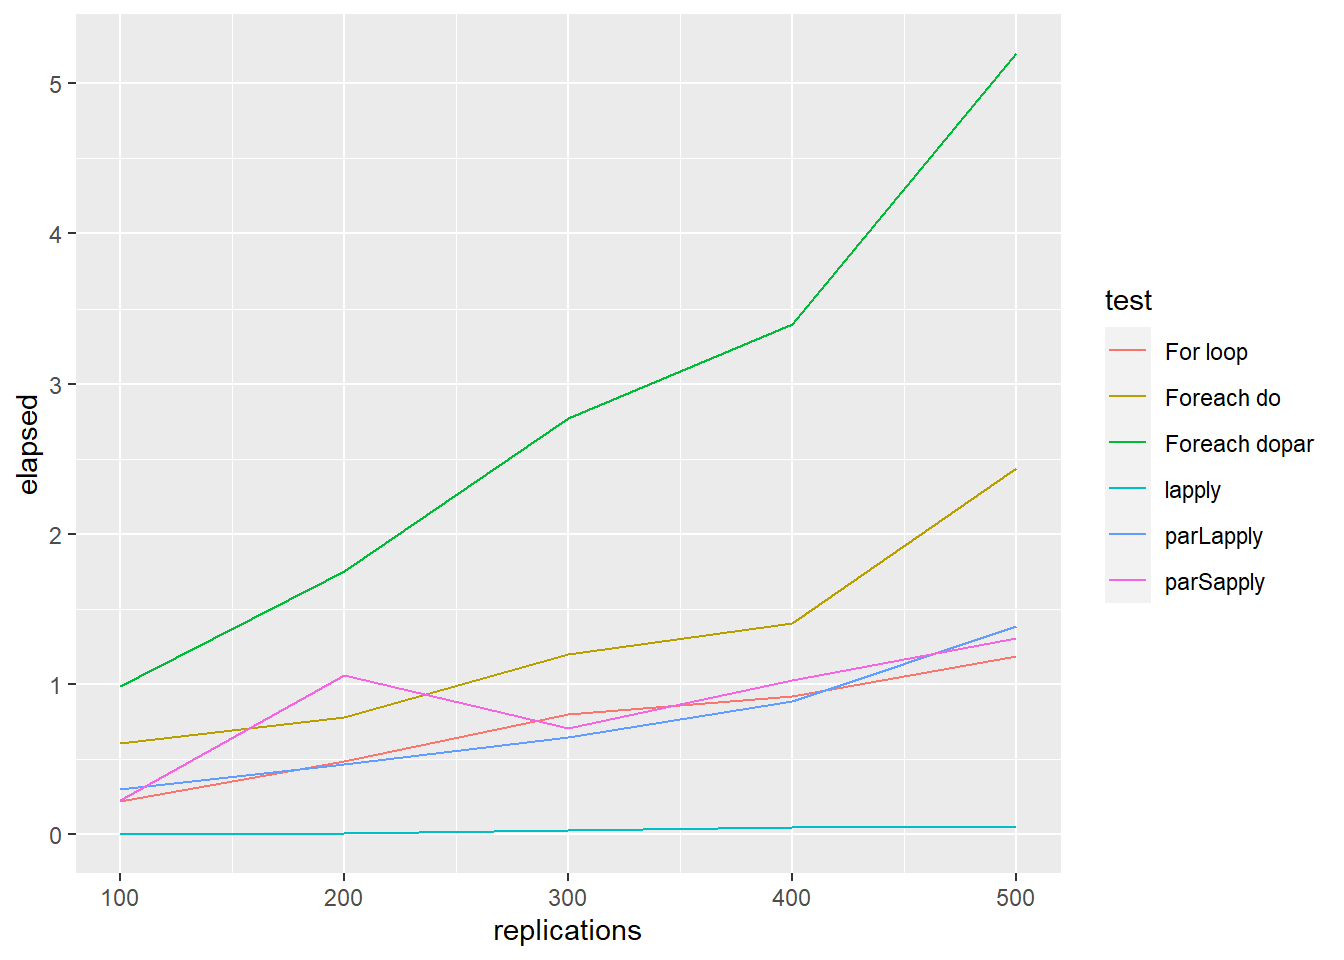 elapsed
5
4
3
2
1
0
100 200 300 400 500
replications
test
For loop
Foreach do
Foreach dopar
lapply
parLapply
parSapply